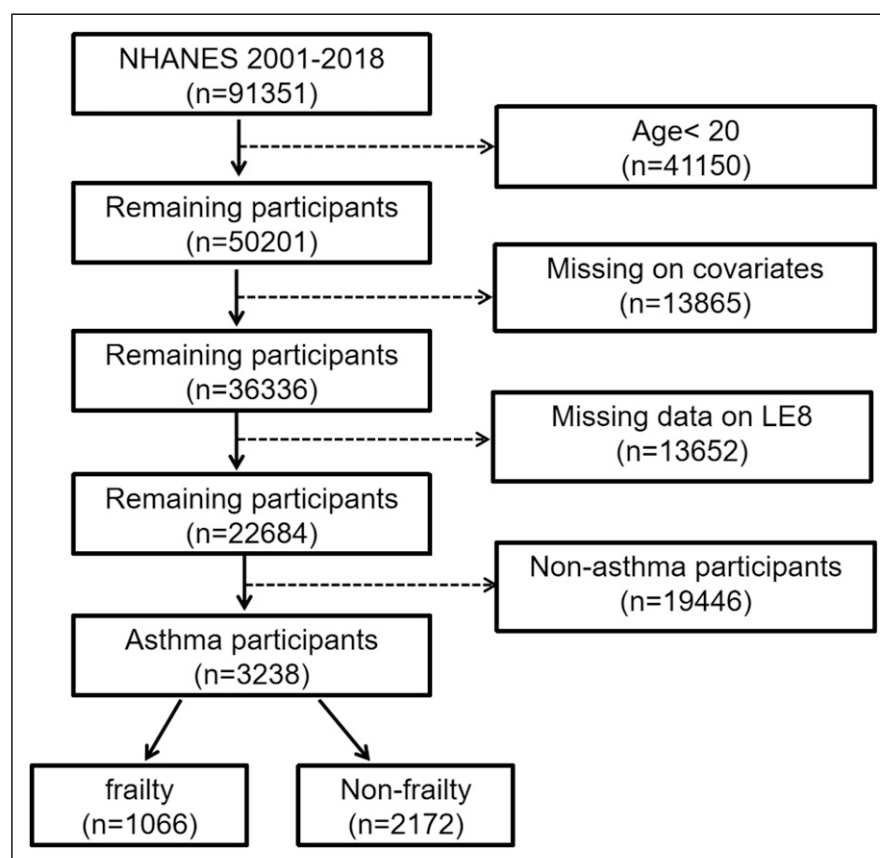 NHANES 2001-2018
(n=91351)
Age< 20
(n=41150)
Remaining participants
(n=50201)
Missing on covariates
(n=13865)
Remaining participants
(n=36336)
Missing data on LE8
(n=13652)
Remaining participants
(n=22684)
Non-asthma participants
(n=19446)
Asthma participants
(n=3238)
frailty
(n=1066)
Non-frailty
(n=2172)